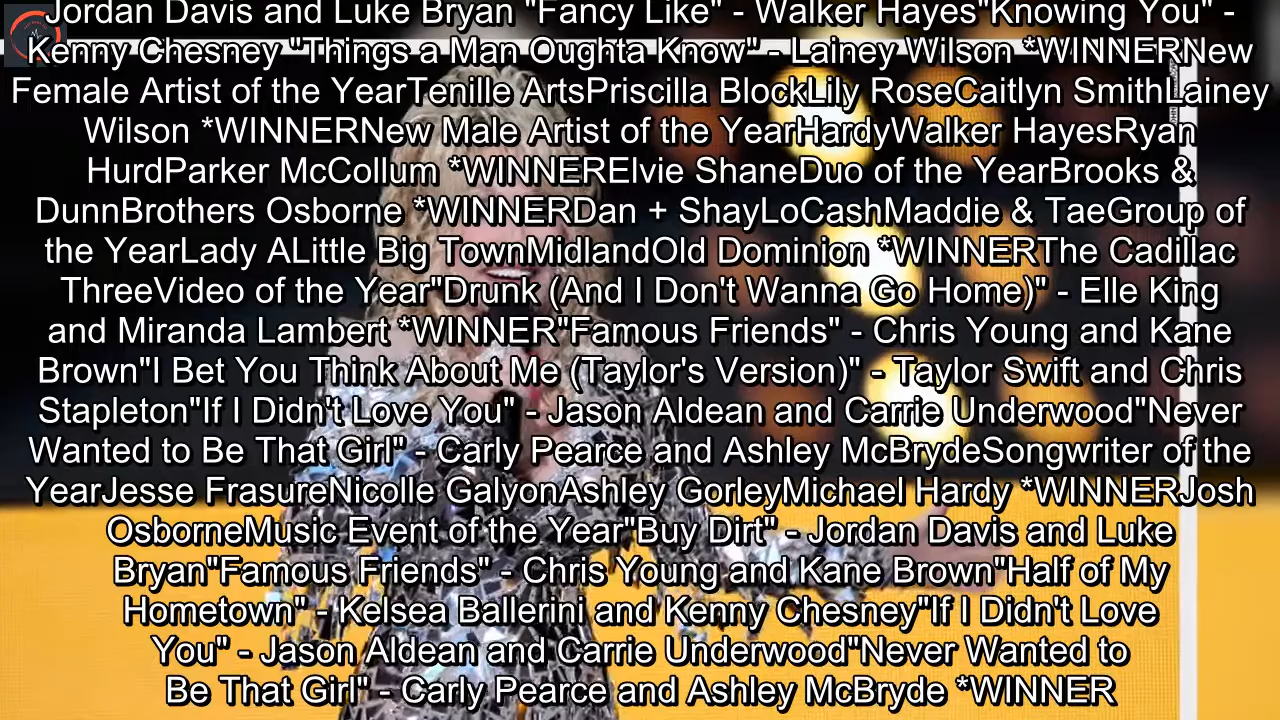 Jordan Davis and Luke Bryan "Fancy Like" - Walker Hayes"Knowing You" -
Kenny Chesney "Things a Man Oughta Know" - Lainey Wilson *WINNERNew
Female Artist of the YearTenille ArtsPriscilla BlockLily RoseCaitlyn SmithLainey
Wilson *WINNERNew Male Artist of the YearHardyWalker HayesRyan
HurdParker McCollum *WINNERElvie ShaneDuo of the YearBrooks &
DunnBrothers Osborne *WINNERDan + ShayLoCashMaddie & TaeGroup of
the YearLady ALittle Big TownMidlandOld Dominion *WINNERThe Cadillac
ThreeVideo of the Year"Drunk (And I Don't Wanna Go Home)" - Elle King
and Miranda Lambert *WINNER"Famous Friends" - Chris Young and Kane
Brown"I Bet You Think About Me (Taylor's Version)" - Taylor Swift and Chris
Stapleton"If I Didn't Love You" - Jason Aldean and Carrie Underwood"Never
Wanted to Be That Girl" - Carly Pearce and Ashley McBrydeSongwriter of the
YearJesse FrasureNicolle GalyonAshley GorleyMichael Hardy *WINNERJosh
OsborneMusic Event of the Year"Buy Dirt" - Jordan Davis and Luke
Bryan"Famous Friends" - Chris Young and Kane Brown"Half of My
Hometown" - Kelsea Ballerini and Kenny Chesney"If I Didn't Love
You" - Jason Aldean and Carrie Underwood"Never Wanted to
Be That Girl" - Carly Pearce and Ashley McBryde *WINNER